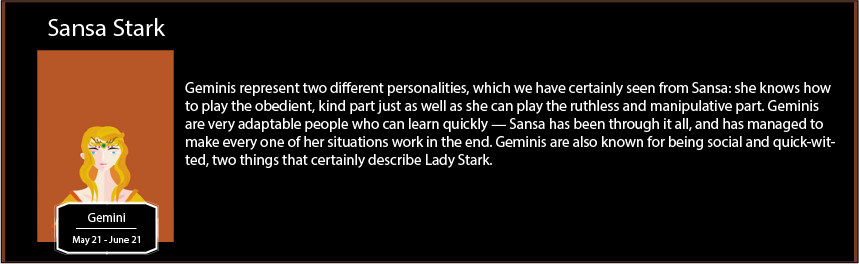 Sansa Stark
Geminis represent two different personalities, which we have certainly seen from Sansa: she knows how
to play the obedient, kind part just as well as she can play the ruthless and manipulative part. Geminis
are very adaptable people who can learn quickly — Sansa has been through it all, and has managed to
make every one of her situations work in the end. Geminis are also known for being social and quick-wit-
ted, two things that certainly describe Lady Stark.
Gemini
May 21 - June 21